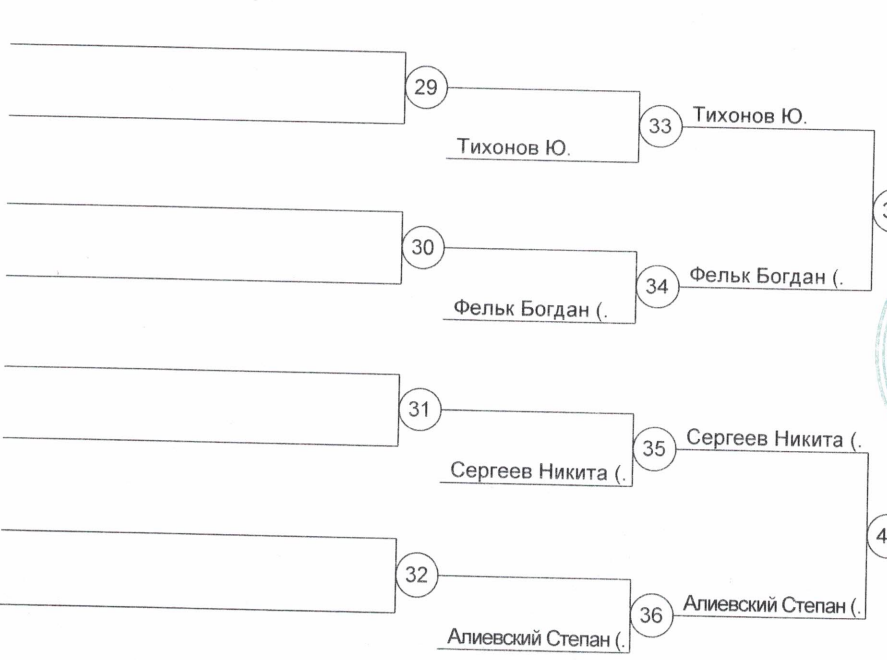 29
33
Тихонов Ю.
Тихонов Ю.
30
34
Фельк Богдан (.
Фельк Богдан (.
31
35
Сергеев Никита (.
Сергеев Никита (.
32
36
Алиевский Степан (.
Алиевский Степан (.